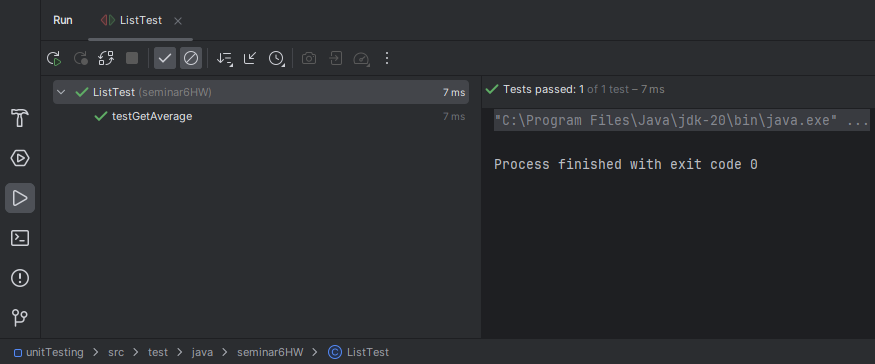 Run ListTest
ListTest (seminar6HW) 7 ms
testGetAverage 7 ms
Tests passed: 1 of 1 test – 7 ms
"C:\Program Files\Java\jdk-20\bin\java.exe" ...
Process finished with exit code 0
unitTesting > src > test > java > seminar6HW > ListTest